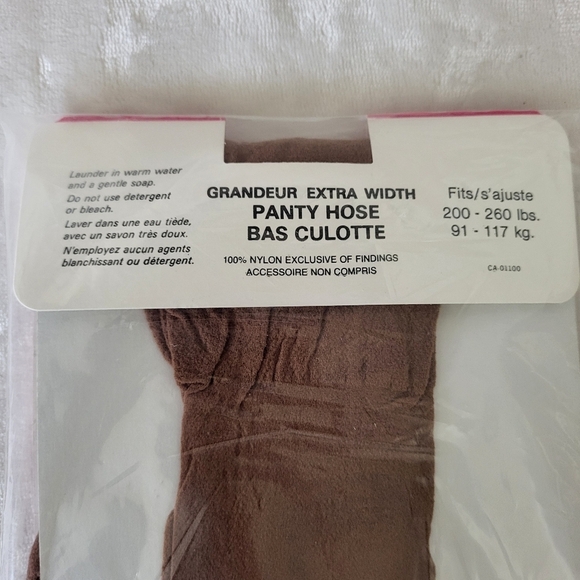 Launder in warm water
and a gentle soap.
Do not use detergent
or bleach.
Laver dans une eau tiède,
avec un savon très doux.
N'employez aucun agents
blanchissant ou détergent.
GRANDEUR EXTRA WIDTH
PANTY HOSE
BAS CULOTTE
100% NYLON EXCLUSIVE OF FINDINGS
ACCESSOIRE NON COMPRIS
Fits/s'ajuste
200 - 260 lbs.
91 - 117 kg.
CA-01100